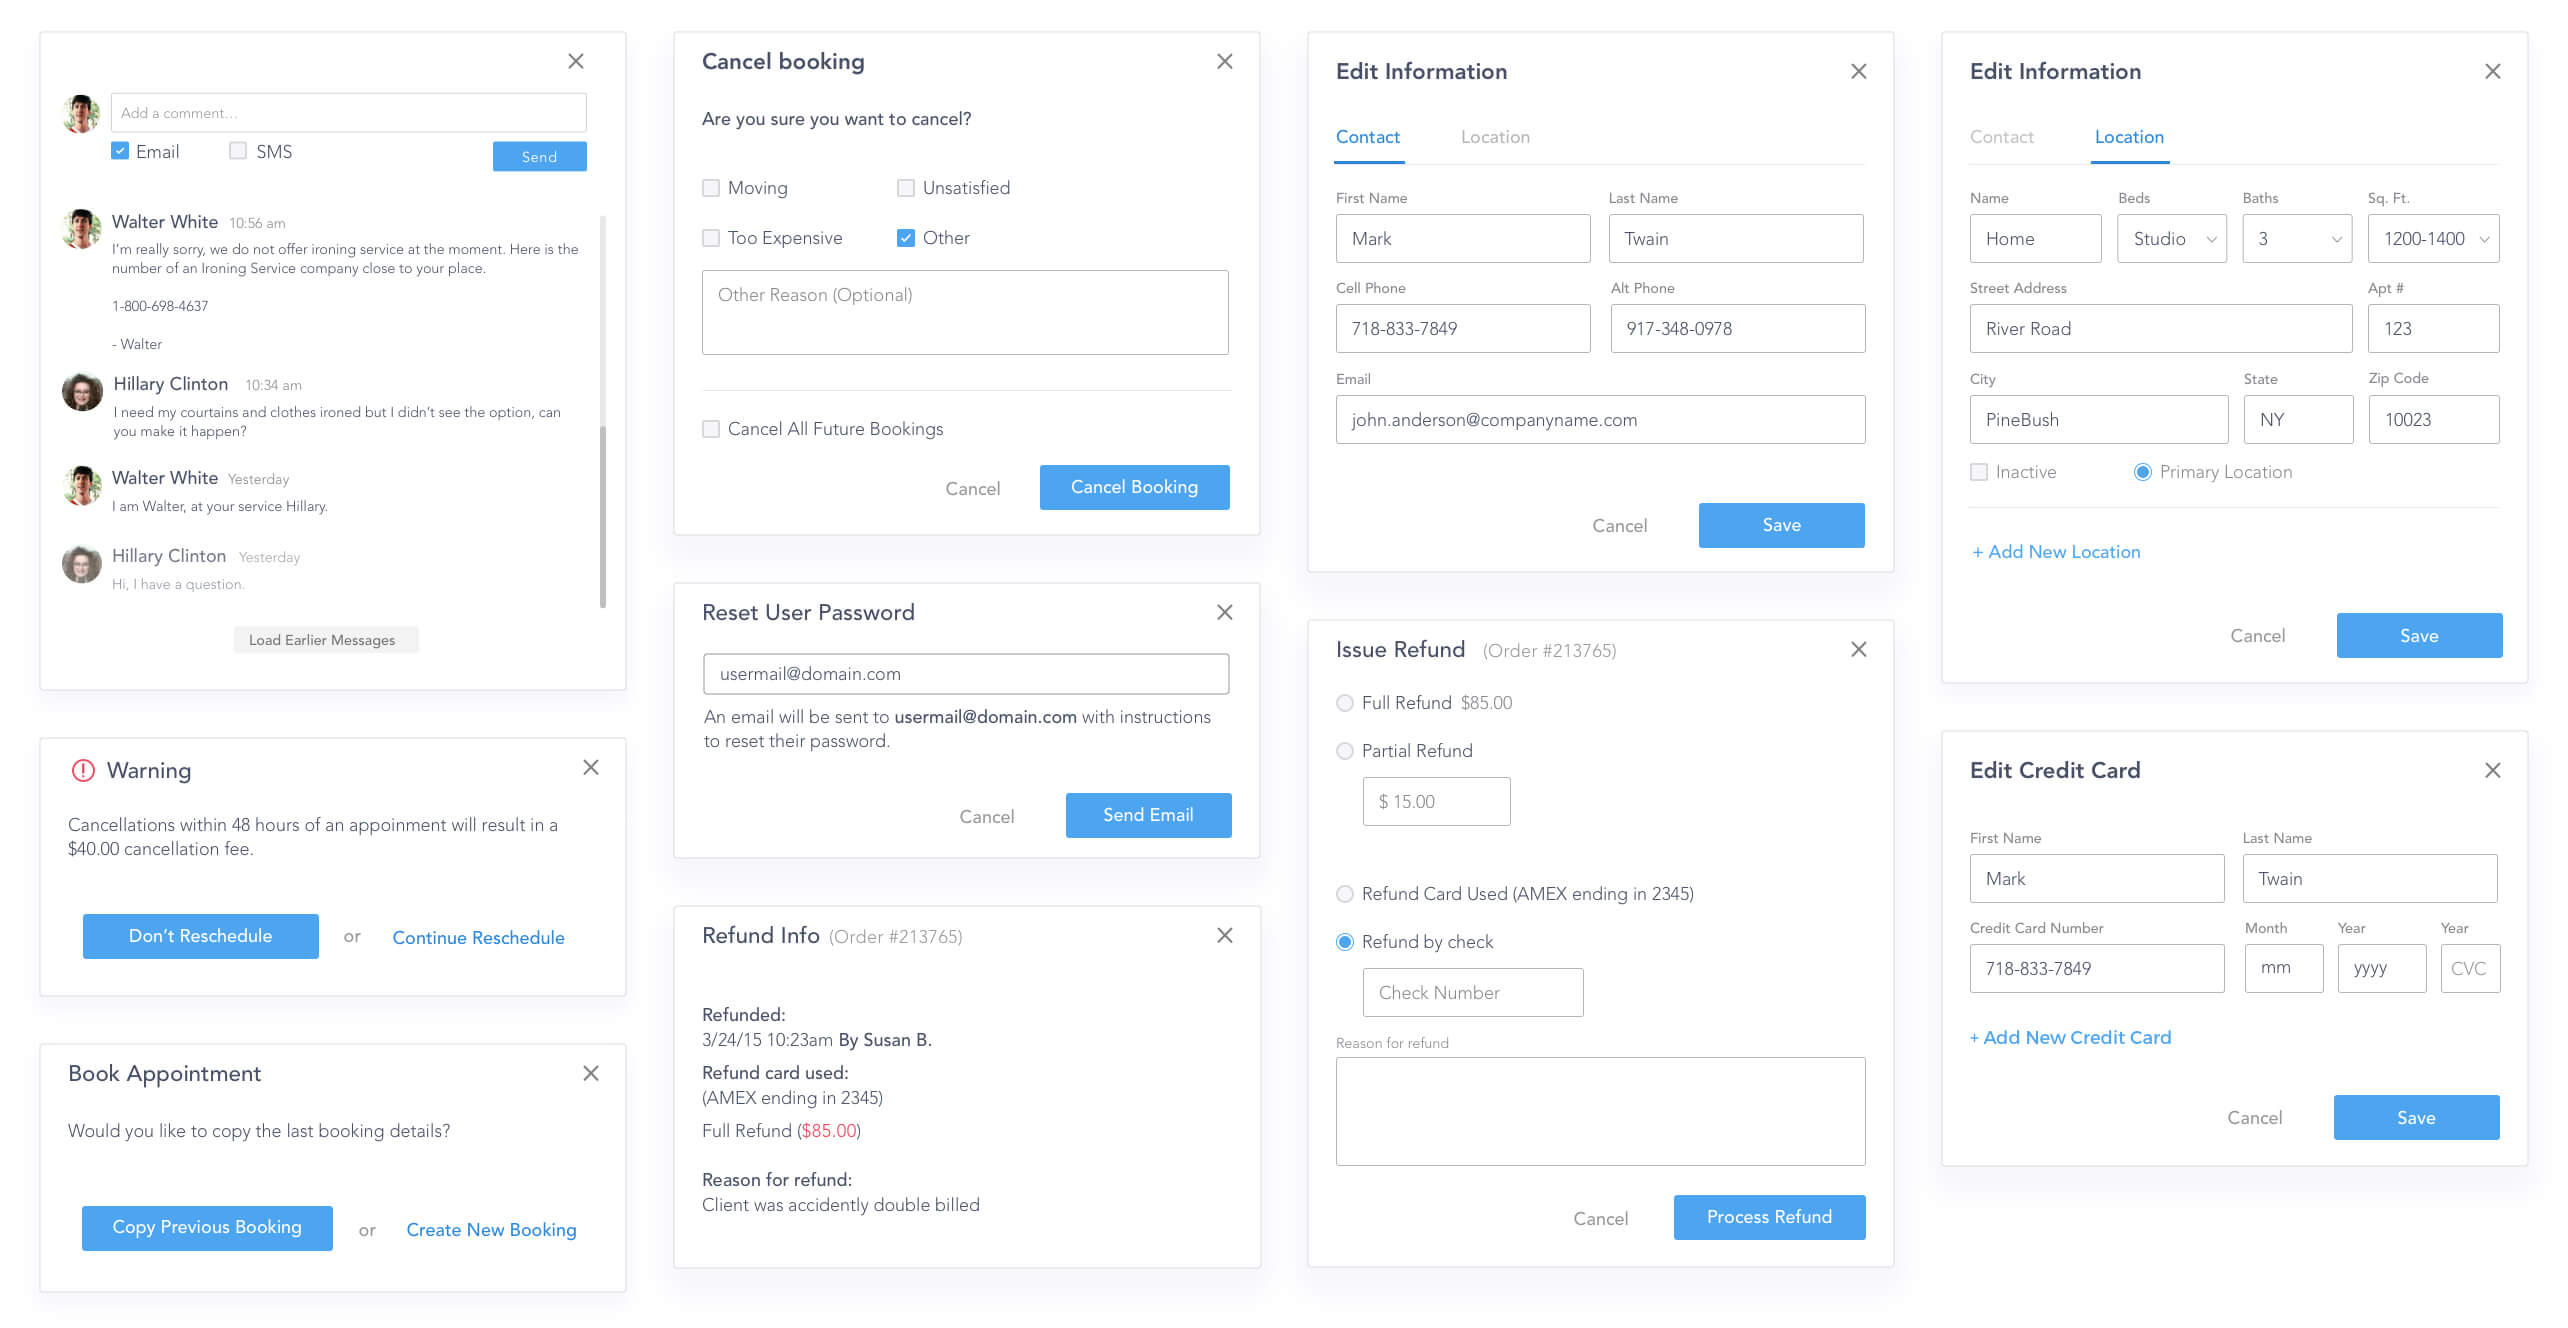 Add a comment...
Email SMS Send
Walter White 10:56 am
I'm really sorry, we do not offer ironing service at the moment. Here is the
number of an Ironing Service company close to your place.
1-800-698-4637
- Walter
Hillary Clinton 10:34 am
I need my courtains and clothes ironed but I didn't see the option, can
you make it happen?
Walter White Yesterday
I am Walter, at your service Hillary.
Hillary Clinton Yesterday
Hi, I have a question.
Load Earlier Messages
Warning
Cancellations within 48 hours of an appoinment will result in a
$40.00 cancellation fee.
Don't Reschedule or Continue Reschedule
Book Appointment
Would you like to copy the last booking details?
Copy Previous Booking or Create New Booking
Cancel booking
Are you sure you want to cancel?
Moving Unsatisfied
Too Expensive Other
Other Reason (Optional)
Cancel All Future Bookings
Cancel Cancel Booking
Reset User Password
usermail@domain.com
An email will be sent to usermail@domain.com with instructions
to reset their password.
Cancel Send Email
Refund Info (Order #213765)
Refunded:
3/24/15 10:23am By Susan B.
Refund card used:
(AMEX ending in 2345)
Full Refund ($85.00)
Reason for refund:
Client was accidently double billed
Edit Information
Contact Location
First Name Last Name
Mark Twain
Cell Phone Alt Phone
718-833-7849 917-348-0978
Email
john.anderson@companyname.com
Cancel Save
Issue Refund (Order #213765)
Full Refund $85.00
Partial Refund
$ 15.00
Refund Card Used (AMEX ending in 2345)
Refund by check
Check Number
Reason for refund
Cancel Process Refund
Edit Information
Contact Location
Name Beds Baths Sq. Ft.
Home Studio 3 1200-1400
Street Address Apt #
River Road 123
City State Zip Code
PineBush NY 10023
Inactive Primary Location
+ Add New Location
Cancel Save
Edit Credit Card
First Name Last Name
Mark Twain
Credit Card Number Month Year Year
718-833-7849 mm yyyy CVC
+ Add New Credit Card
Cancel Save